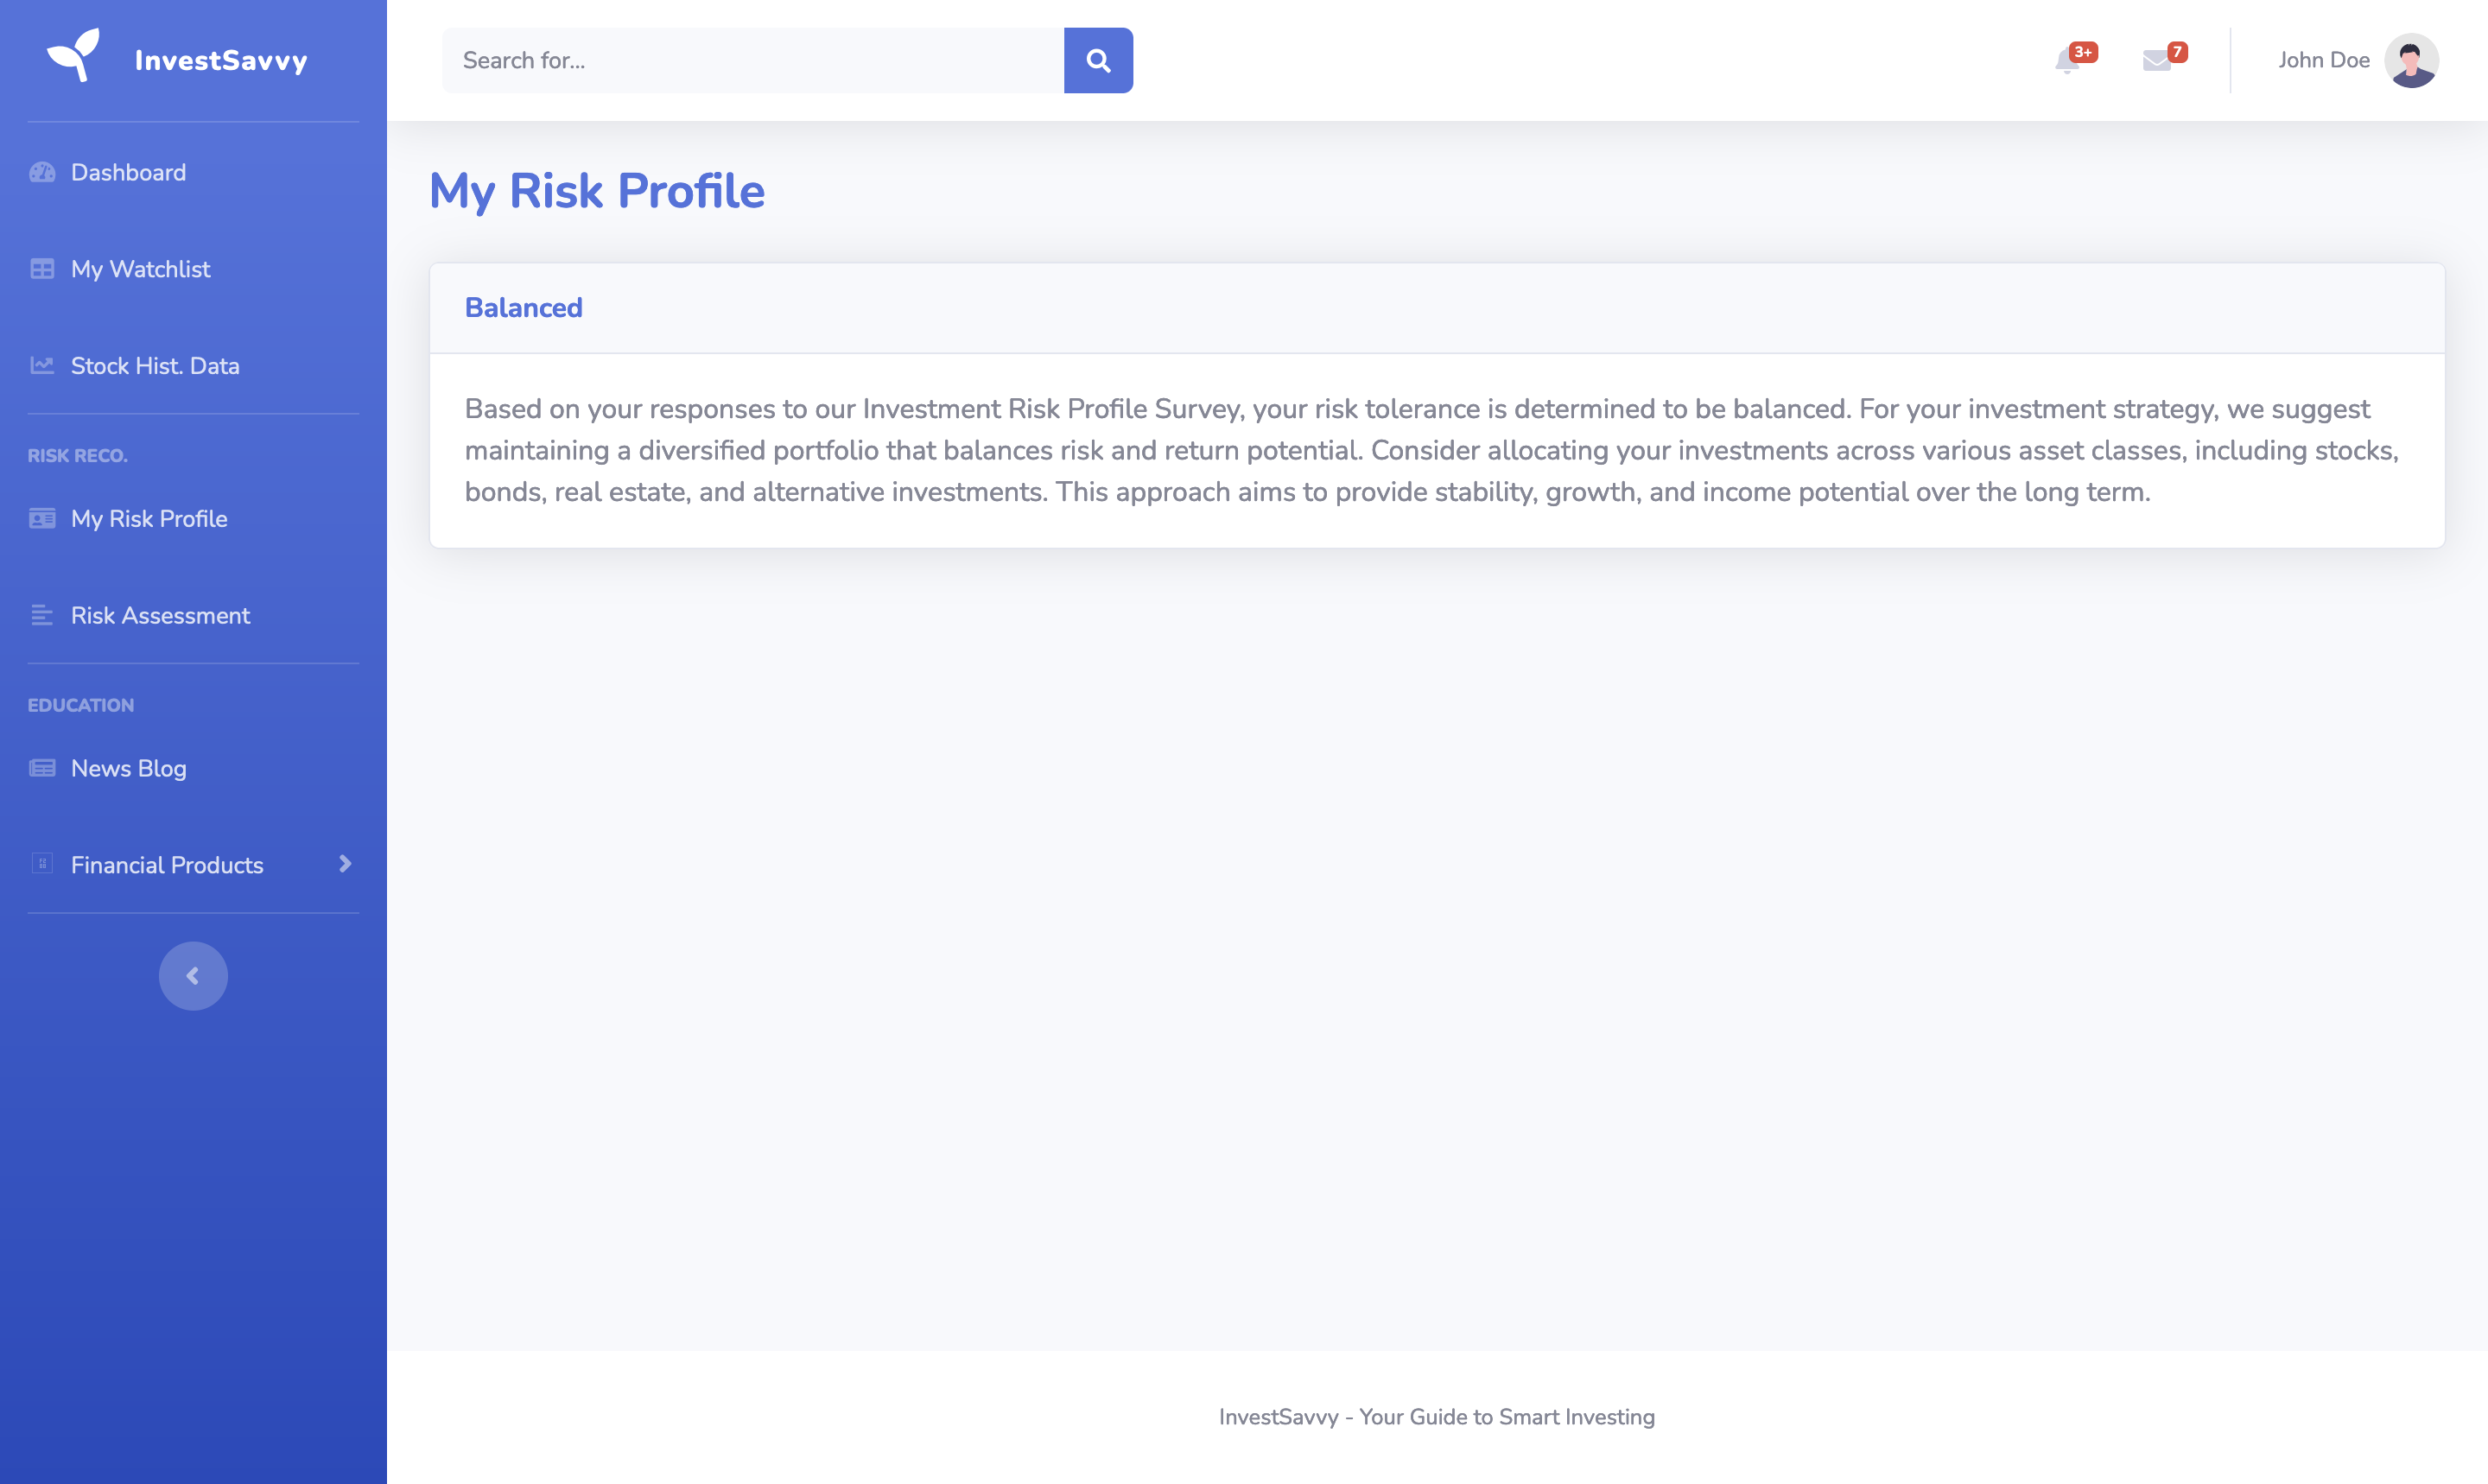 InvestSavvy
Dashboard
My Watchlist
Stock Hist. Data
RISK RECO.
My Risk Profile
Risk Assessment
EDUCATION
News Blog
Financial Products
Search for...
3+
7
John Doe
My Risk Profile
Balanced
Based on your responses to our Investment Risk Profile Survey, your risk tolerance is determined to be balanced. For your investment strategy, we suggest
maintaining a diversified portfolio that balances risk and return potential. Consider allocating your investments across various asset classes, including stocks,
bonds, real estate, and alternative investments. This approach aims to provide stability, growth, and income potential over the long term.
InvestSavvy - Your Guide to Smart Investing